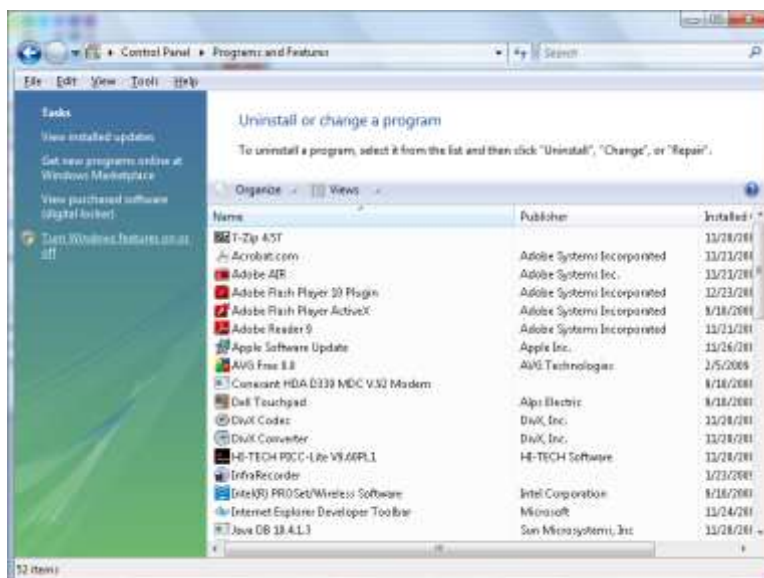 Control Panel ▸ Programs and Features
Search
File Edit View Tools Help
Tasks
View installed updates
Get new programs online at
Windows Marketplace
View purchased software
(digital locker)
Turn Windows features on or
off
Uninstall or change a program
To uninstall a program, select it from the list and then click "Uninstall", "Change", or "Repair".
Organize Views
Name Publisher Installed
7-Zip 4.57 11/28/200
Acrobat.com Adobe Systems Incorporated 11/21/200
Adobe AIR Adobe Systems Inc. 11/21/200
Adobe Flash Player 10 Plugin Adobe Systems Incorporated 12/23/200
Adobe Flash Player ActiveX Adobe Systems Incorporated 9/18/200
Adobe Reader 9 Adobe Systems Incorporated 11/21/200
Apple Software Update Apple Inc. 11/26/200
AVG Free 8.0 AVG Technologies 2/5/2009
Conexant HDA D330 MDC V.92 Modem 9/18/200
Dell Touchpad Alps Electric 9/18/200
DivX Codec DivX, Inc. 11/28/200
DivX Converter DivX, Inc. 11/28/200
HI-TECH PICC-Lite V9.60PL1 HI-TECH Software 11/28/200
InfraRecorder 1/23/2009
Intel(R) PROSet/Wireless Software Intel Corporation 9/18/200
Internet Explorer Developer Toolbar Microsoft 11/24/200
Java DB 10.4.1.3 Sun Microsystems, Inc 11/28/200
52 items